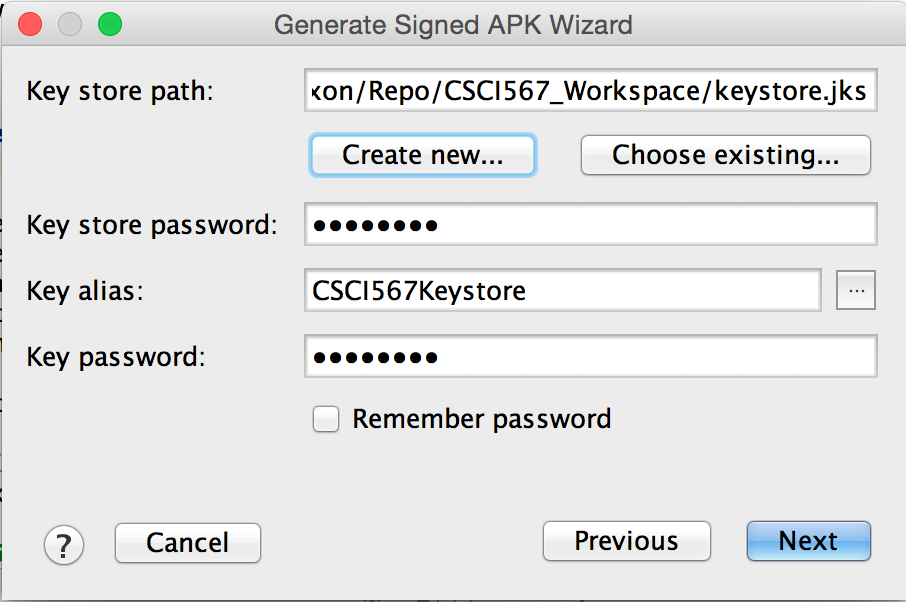 Generate Signed APK Wizard
Key store path: xon/Repo/CSCI567_Workspace/keystore.jks
Create new... Choose existing...
Key store password: ••••••••
Key alias: CSCI567Keystore ...
Key password: ••••••••
Remember password
? Cancel Previous Next